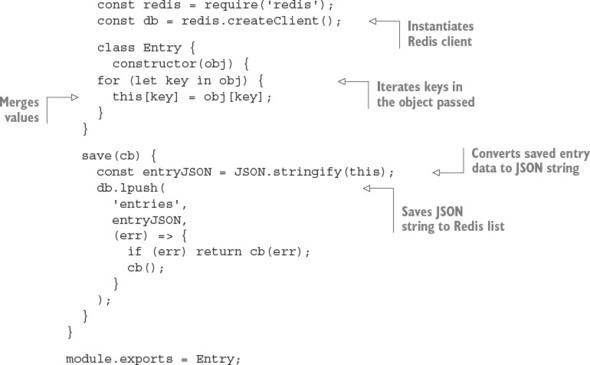 const redis = require('redis');
const db = redis.createClient();
Instantiates
Redis client
class Entry {
constructor(obj) {
for (let key in obj) {
Iterates keys in
the object passed
Merges
values
this[key] = obj[key];
}
}
save(cb) {
const entryJSON = JSON.stringify(this);
Converts saved entry
data to JSON string
db.lpush(
'entries',
entryJSON,
Saves JSON
string to Redis list
(err) => {
if (err) return cb(err);
cb();
}
);
}
}
module.exports = Entry;